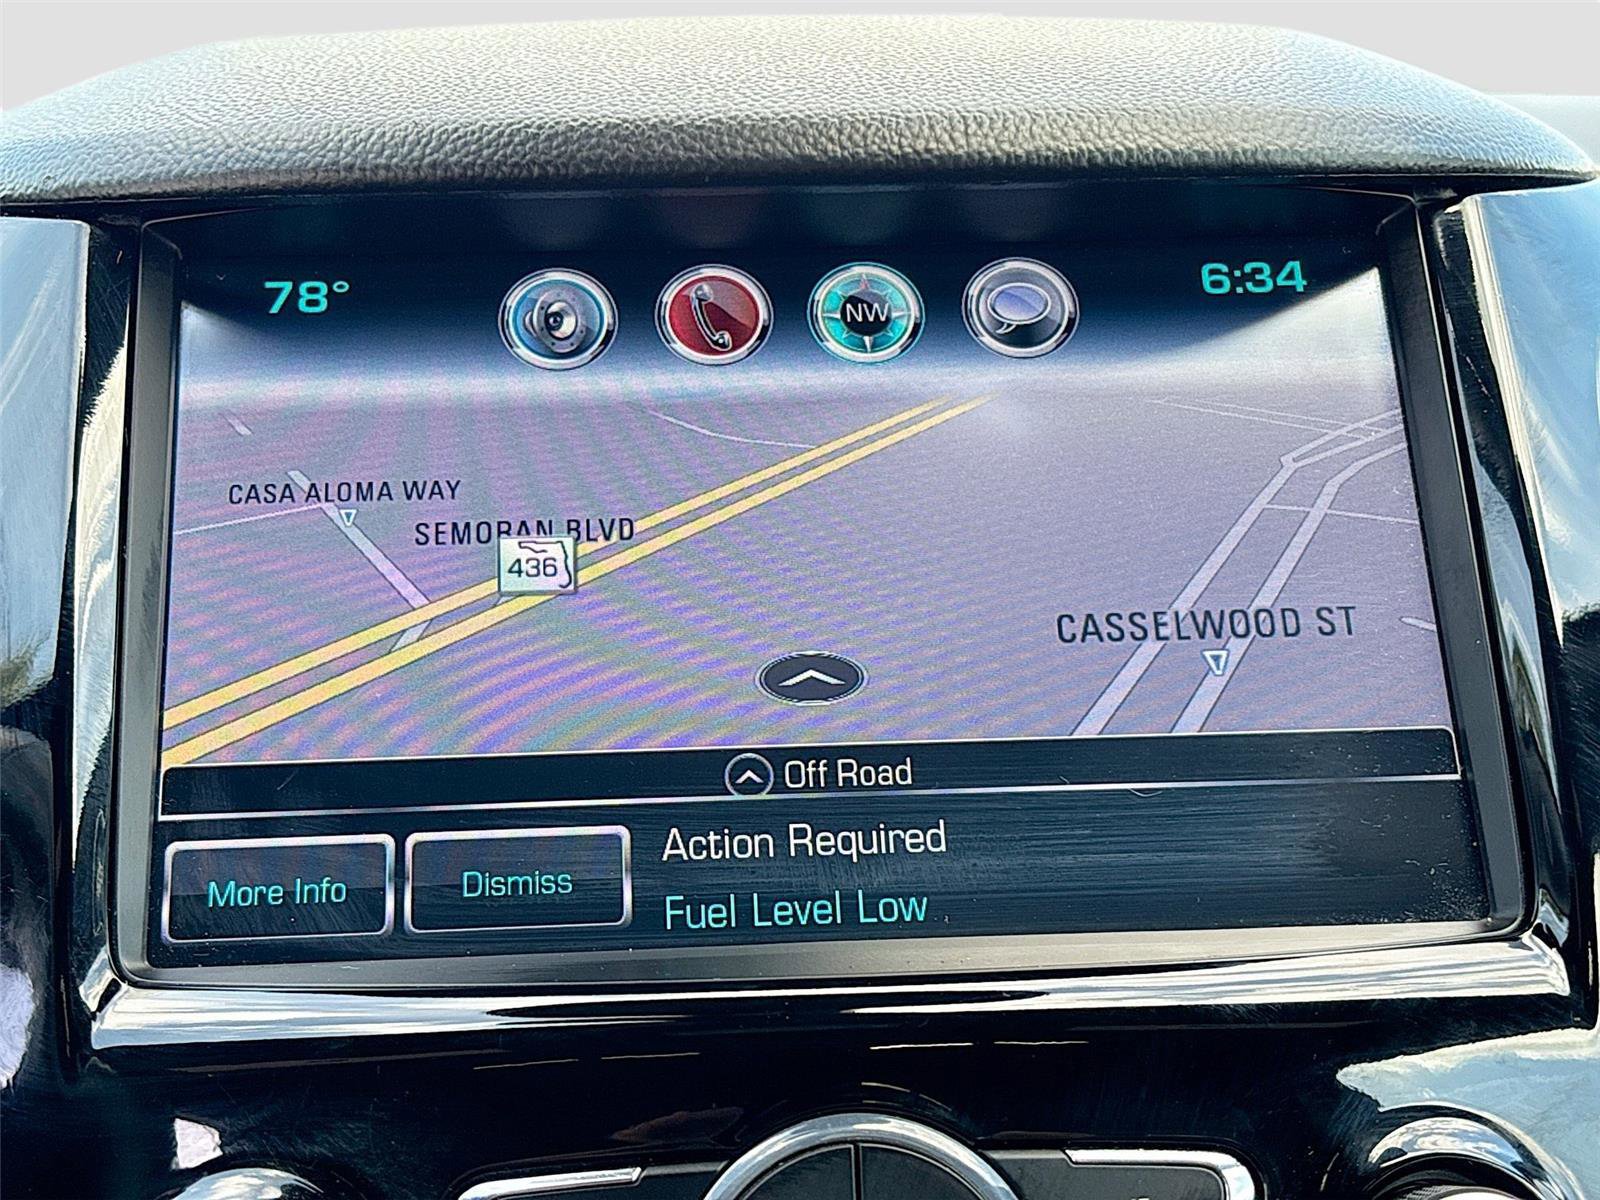 78°
NW
6:34
CASA ALOMA WAY
SEMORAN BLVD
436
CASSELWOOD ST
Off Road
More Info
Dismiss
Action Required
Fuel Level Low